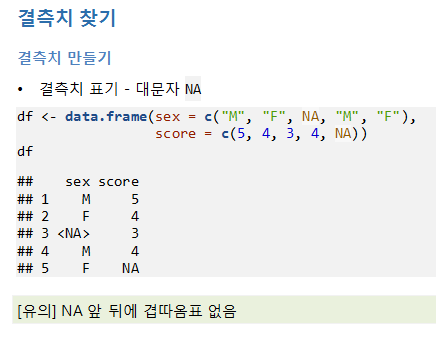 결측치 찾기
결측치 만들기
• 결측치 표기 - 대문자 NA
df <- data.frame(sex = c("M", "F", NA, "M", "F"),
                 score = c(5, 4, 3, 4, NA))
df
##    sex score
## 1    M     5
## 2    F     4
## 3 <NA>     3
## 4    M     4
## 5    F    NA
[유의] NA 앞 뒤에 겹따옴표 없음